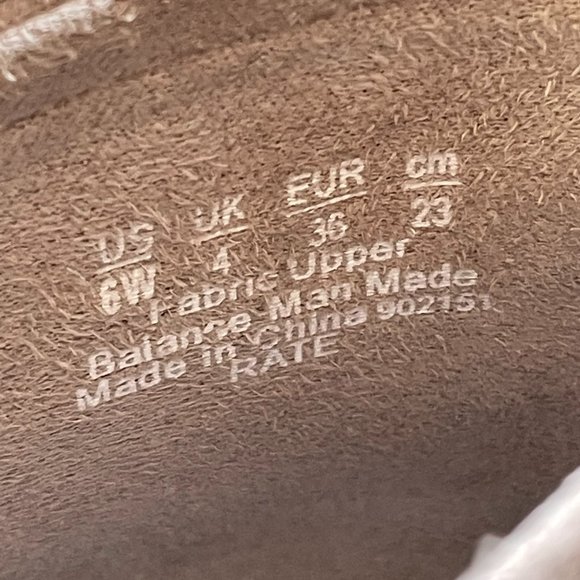 US UK EUR cm
6W 4 36 23
Fabric Upper
Balance Man Made
Made in China 902151
RATE